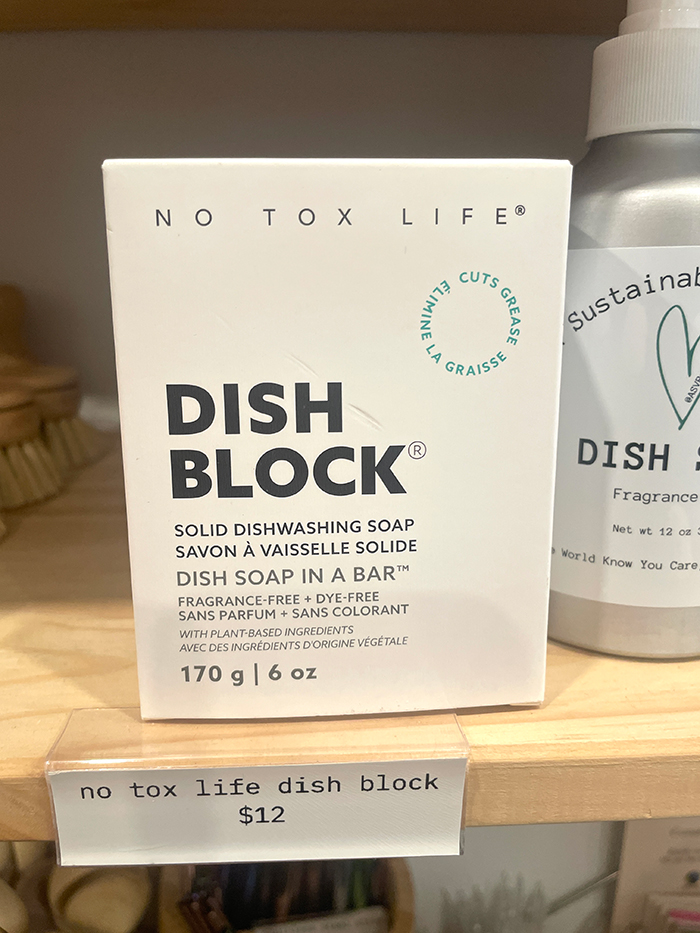 NO TOX LIFE®
CUTS GREASE
ÉLIMINE LA GRAISSE
DISH
BLOCK®
SOLID DISHWASHING SOAP
SAVON À VAISSELLE SOLIDE
DISH SOAP IN A BAR™
FRAGRANCE-FREE + DYE-FREE
SANS PARFUM + SANS COLORANT
WITH PLANT-BASED INGREDIENTS
AVEC DES INGRÉDIENTS D'ORIGINE VÉGÉTALE
170 g | 6 oz
no tox life dish block
$12
DISH
Fragrance
Net wt 12 oz
World Know You Care